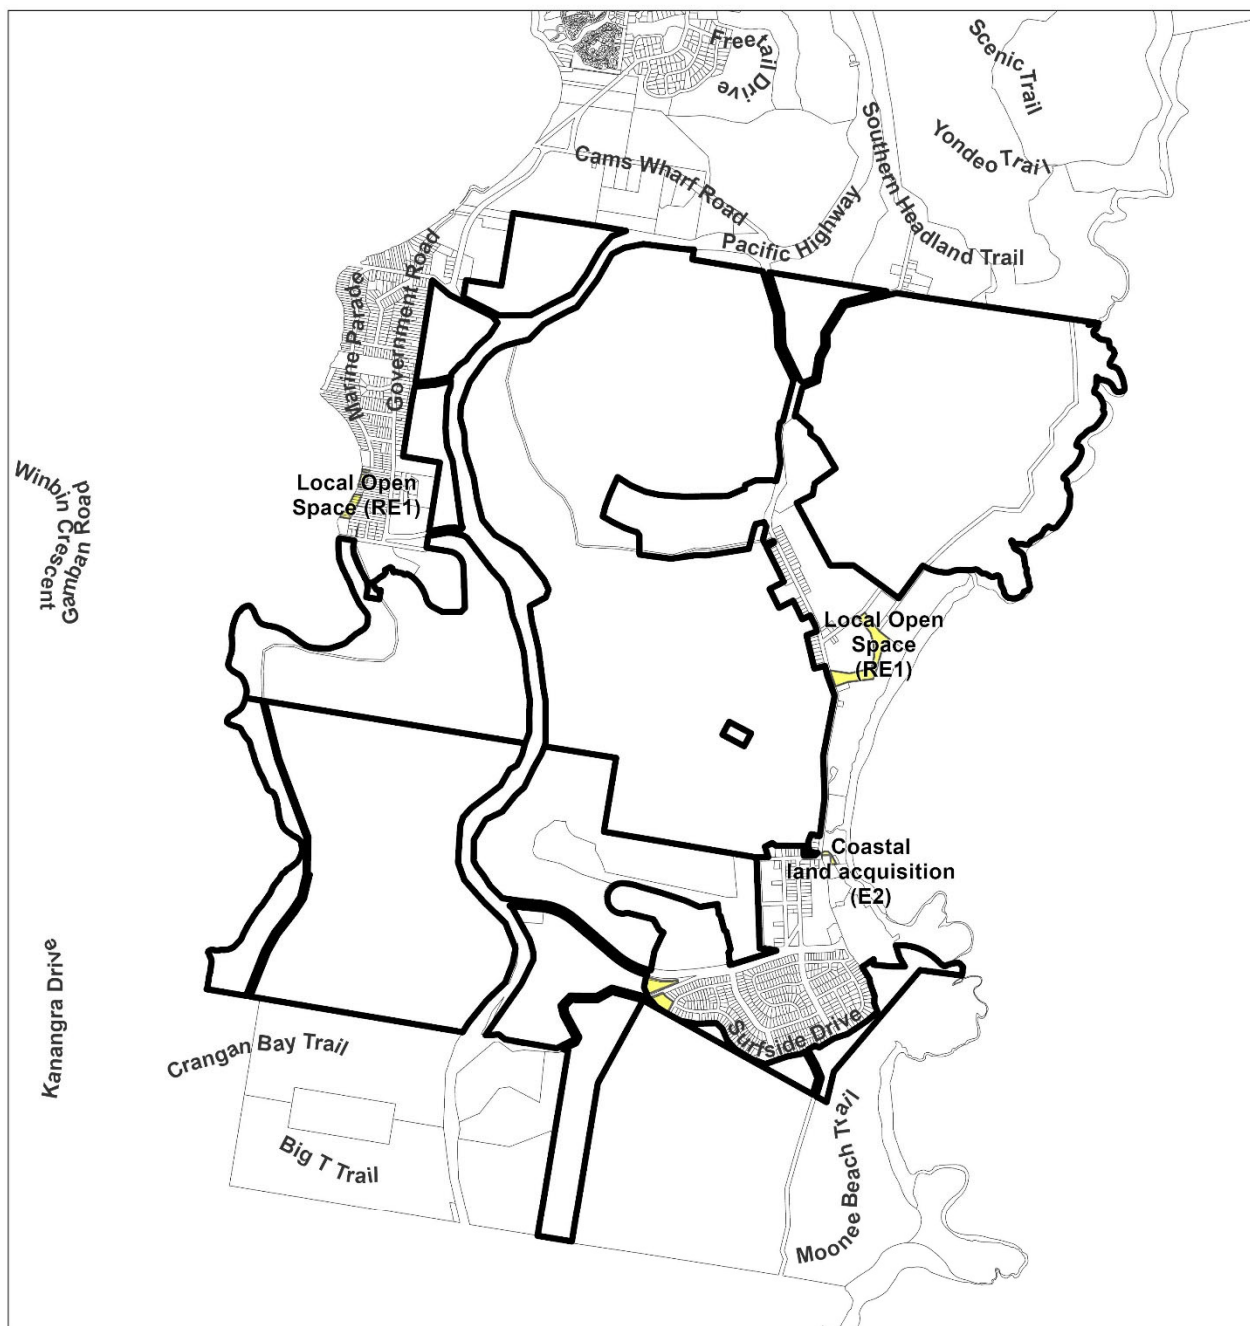 Freetail Drive
Scenic Trail
Southern Headland Trail
Yondeo Trail
Cams Wharf Road
Pacific Highway
Government Road
Marine Parade
Winbin Crescent
Gamban Road
Local Open
Space (RE1)
Local Open
Space
(RE1)
Coastal
land acquisition
(E2)
Kanangra Drive
Surfside Drive
Crangan Bay Trail
Big T Trail
Moonee Beach Trail